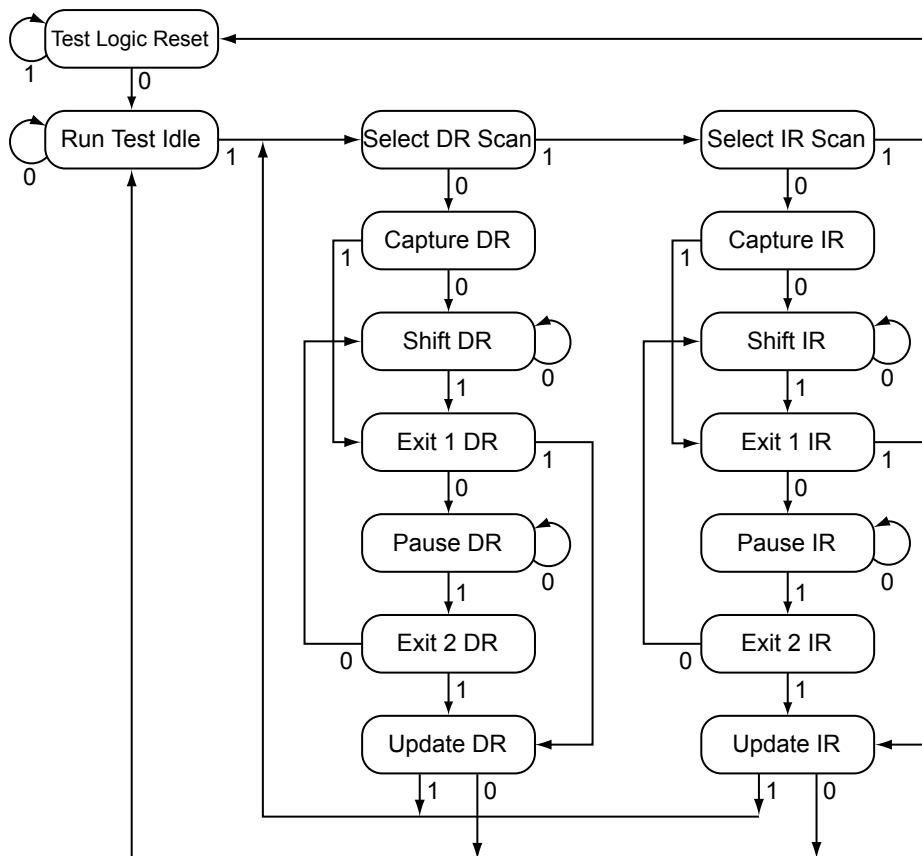 Test Logic Reset
1
0
Run Test Idle
1
0
Select DR Scan
1
Select IR Scan
1
0
0
Capture DR
1
Capture IR
1
0
0
Shift DR
0
Shift IR
0
1
1
Exit 1 DR
1
Exit 1 IR
1
0
0
Pause DR
0
Pause IR
0
1
1
Exit 2 DR
0
Exit 2 IR
0
1
1
Update DR
Update IR
1
0
1
0